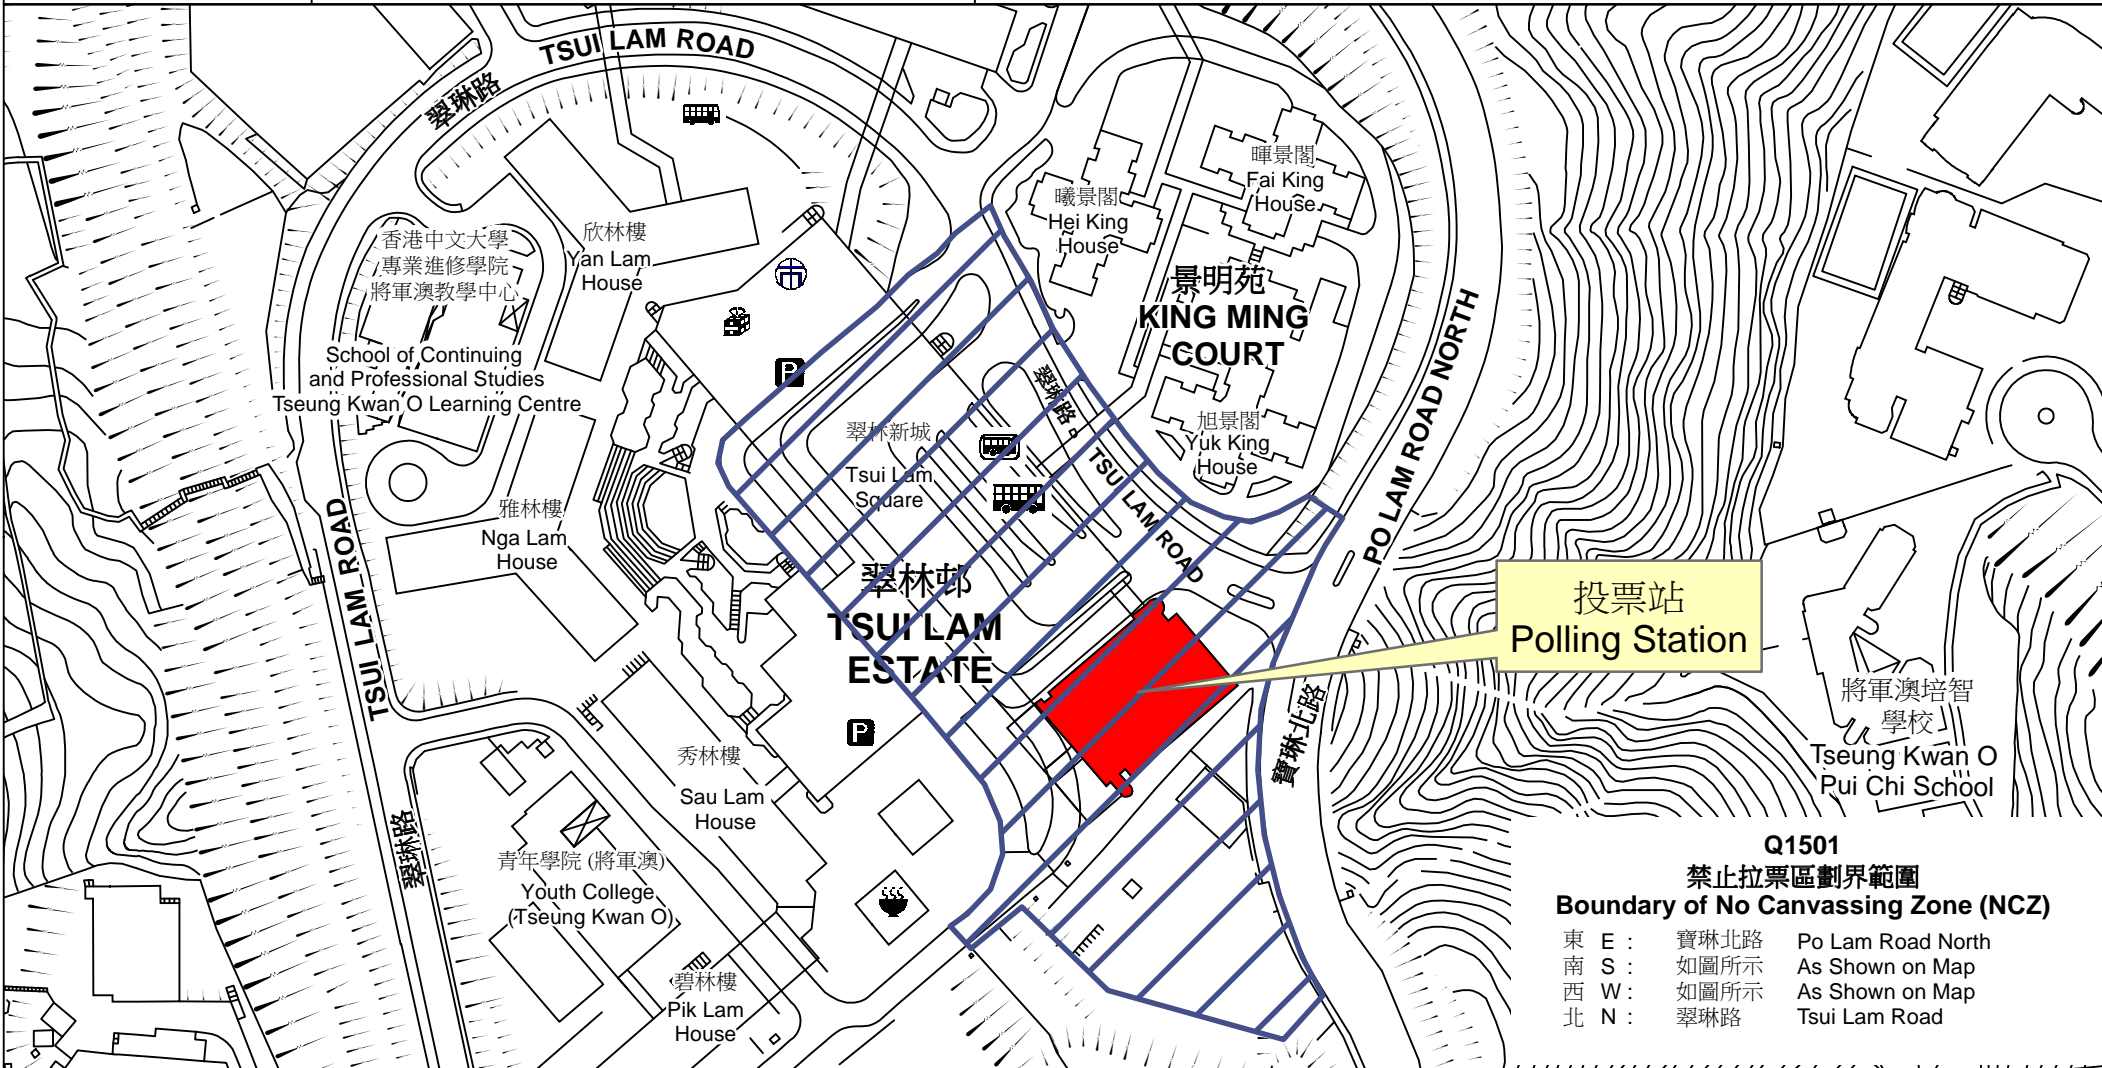 TSUI LAM ROAD
翠琳路
暉景閣
Fai King
House
曦景閣
Hei King
House
欣林樓
Yan Lam
House
香港中文大學
專業進修學院
將軍澳教學中心
School of Continuing
and Professional Studies
Tseung Kwan O Learning Centre
景明苑
KING MING
COURT
PO LAM ROAD NORTH
P
翠琳路
旭景閣
Yuk King
House
翠林新城
Tsui Lam
Square
TSUI LAM ROAD
雅林樓
Nga Lam
House
TSUI LAM ROAD
翠林邨
TSUI LAM
ESTATE
投票站
Polling Station
將軍澳培智
學校
Tseung Kwan O
Pui Chi School
寶琳北路
P
秀林樓
Sau Lam
House
翠琳路
青年學院 (將軍澳)
Youth College
(Tseung Kwan O)
碧林樓
Pik Lam
House
Q1501
禁止拉票區劃界範圍
Boundary of No Canvassing Zone (NCZ)
東 E : 寶琳北路 Po Lam Road North
南 S : 如圖所示 As Shown on Map
西 W : 如圖所示 As Shown on Map
北 N : 翠琳路 Tsui Lam Road